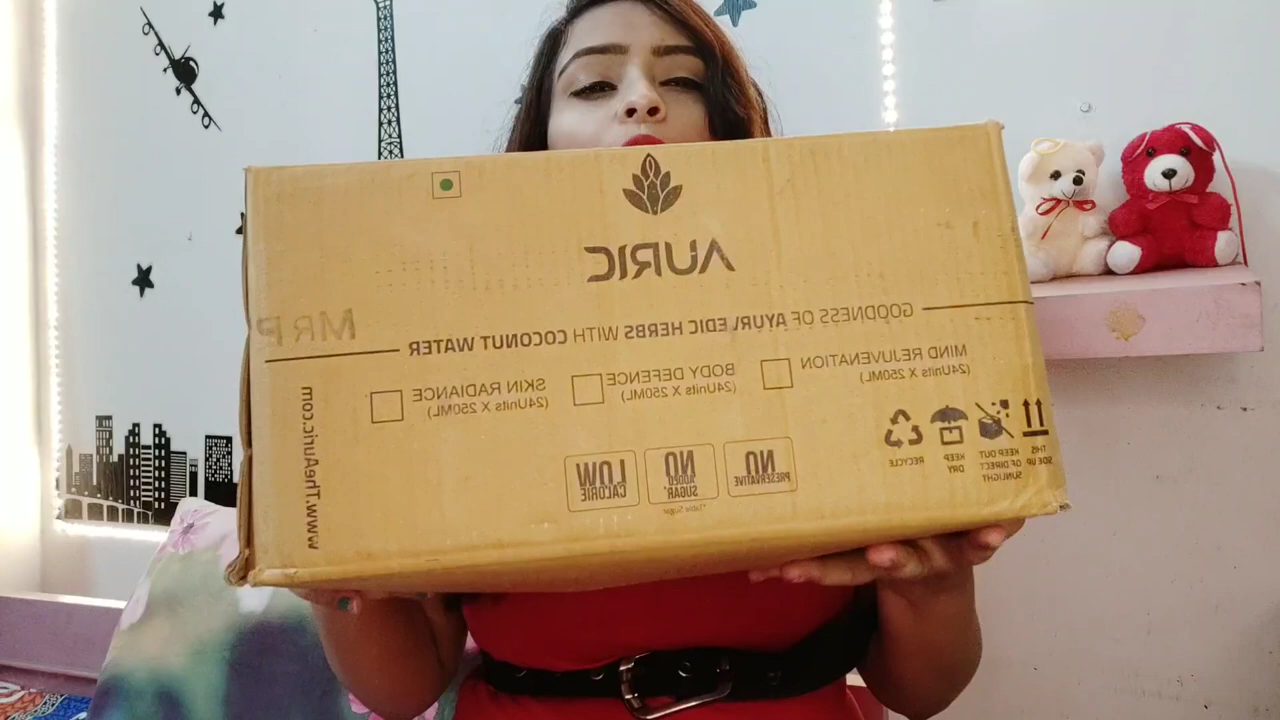 AURIC
GOODNESS OF AYURVEDIC HERBS WITH COCONUT WATER
MRP
MIND REJUVENATION
(24Units X 250ML)
BODY DEFENCE
(24Units X 250ML)
SKIN RADIANCE
(24Units X 250ML)
THIS
SIDE UP
KEEP OUT
OF DIRECT
SUNLIGHT
KEEP
DRY
RECYCLE
NO
PRESERVATIVE
NO
ADDED
SUGAR*
*Table Sugar
LOW
CALORIE
www.TheAuric.com